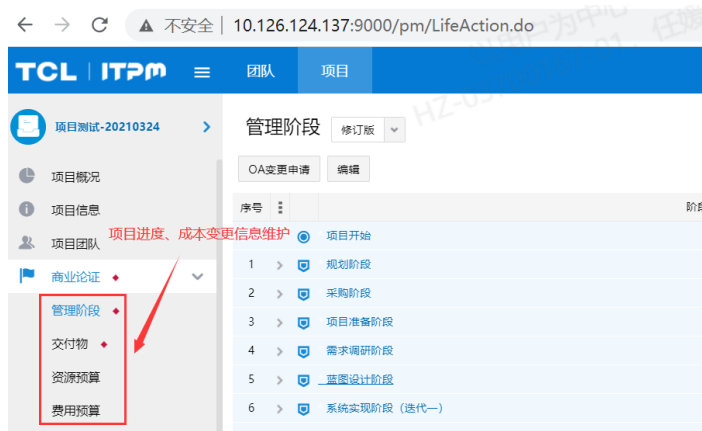 不安全 | 10.126.124.137:9000/pm/LifeAction.do
TCL | ITPM
团队 项目
项目测试-20210324
管理阶段 修订版
OA变更申请 编辑
项目概况
项目信息
项目团队
项目进度、成本变更信息维护
商业论证
管理阶段
交付物
资源预算
费用预算
序号 阶
项目开始
1 规划阶段
2 采购阶段
3 项目准备阶段
4 需求调研阶段
5 蓝图设计阶段
6 系统实现阶段（迭代一）